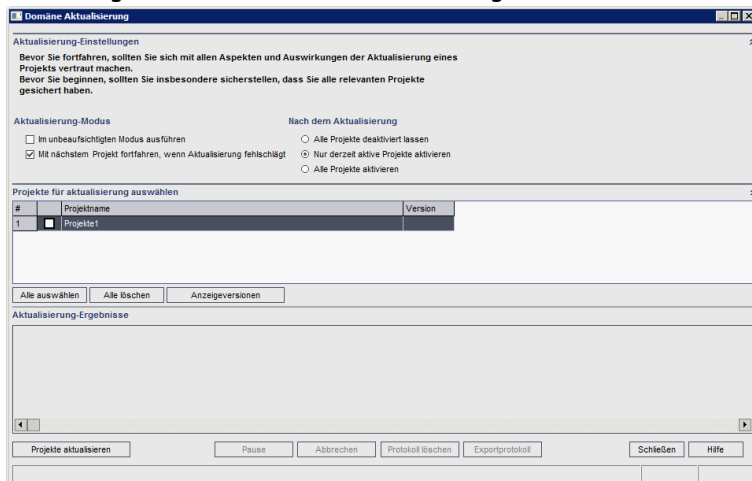 Domäne Aktualisierung
Aktualisierung-Einstellungen
Bevor Sie fortfahren, sollten Sie sich mit allen Aspekten und Auswirkungen der Aktualisierung eines
Projekts vertraut machen.
Bevor Sie beginnen, sollten Sie insbesondere sicherstellen, dass Sie alle relevanten Projekte
gesichert haben.
Aktualisierung-Modus
Nach dem Aktualisierung
Im unbeaufsichtigten Modus ausführen
Alle Projekte deaktiviert lassen
Mit nächstem Projekt fortfahren, wenn Aktualisierung fehlschlägt
Nur derzeit aktive Projekte aktivieren
Alle Projekte aktivieren
Projekte für aktualisierung auswählen
# Projektname Version
1 Projekte1
Alle auswählen Alle löschen Anzeigeversionen
Aktualisierung-Ergebnisse
Projekte aktualisieren Pause Abbrechen Protokoll löschen Exportprotokoll Schließen Hilfe